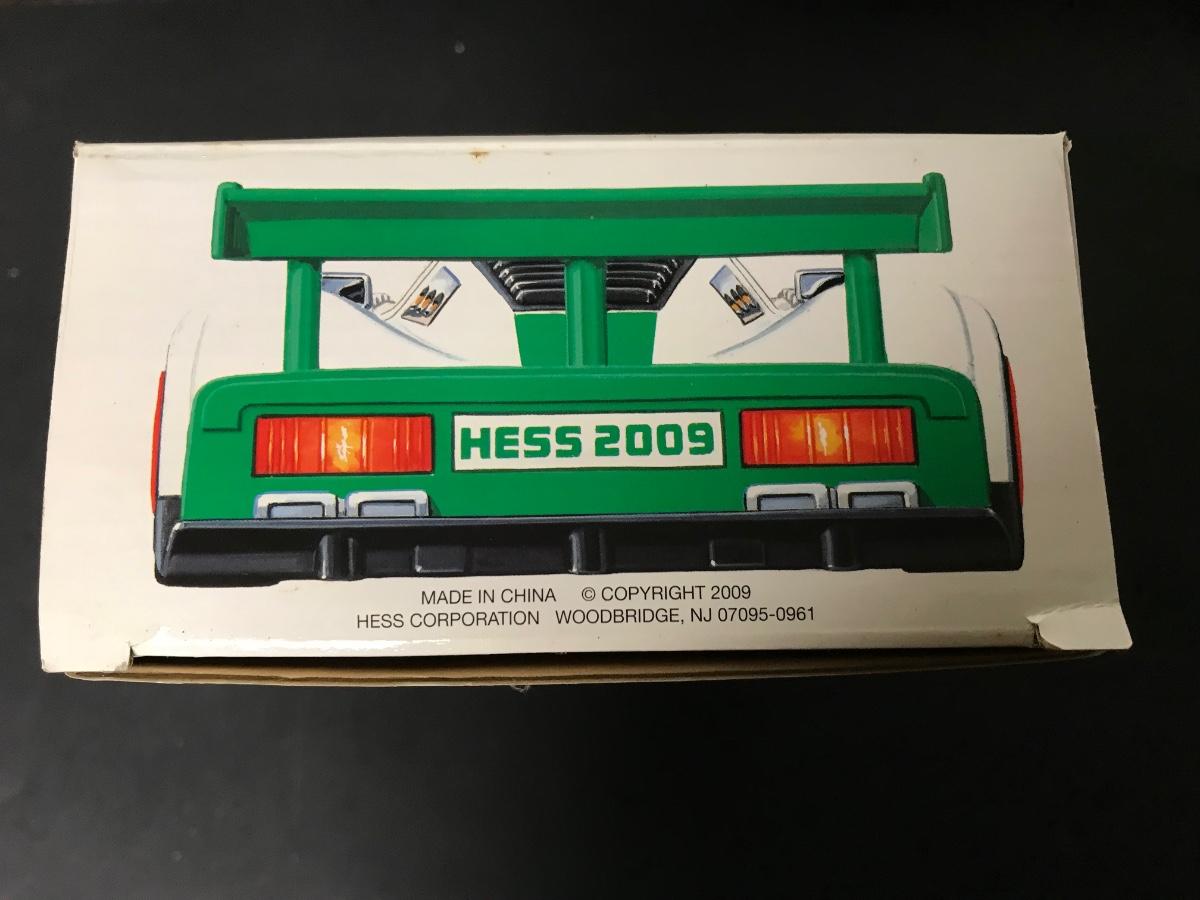 HESS 2009
MADE IN CHINA © COPYRIGHT 2009
HESS CORPORATION WOODBRIDGE, NJ 07095-0961